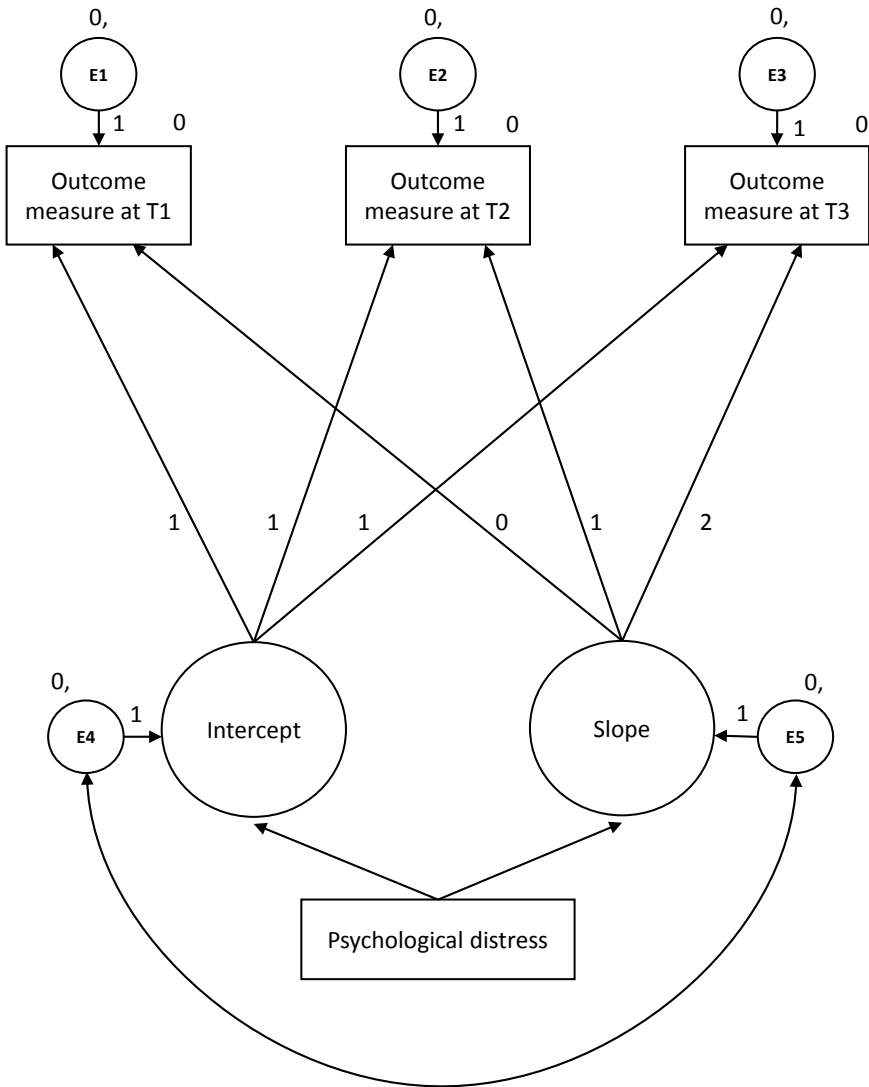 0, 0, 0,
E1 E2 E3
1 0 1 0 1 0
Outcome Outcome Outcome
measure at T1 measure at T2 measure at T3
1 1 1 0 1 2
0, 0,
1 1
E4 Intercept Slope E5
Psychological distress